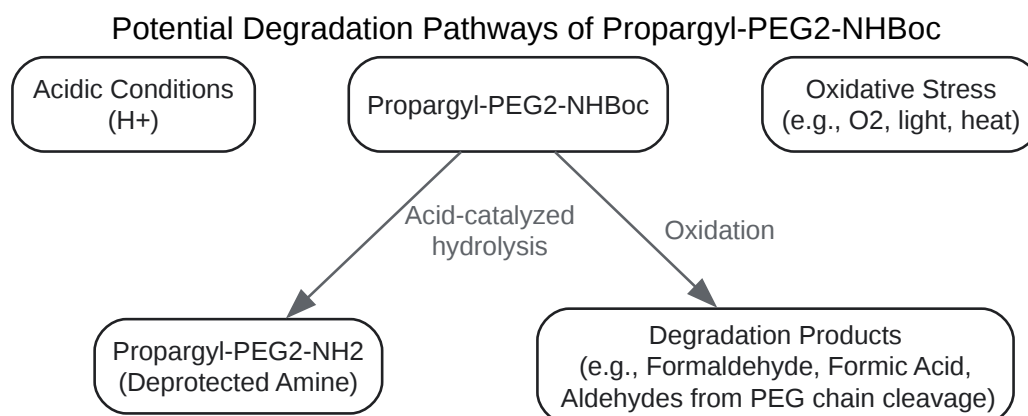 Potential Degradation Pathways of Propargyl-PEG2-NHBoc
Acidic Conditions
(H+)
Propargyl-PEG2-NHBoc
Oxidative Stress
(e.g., O2, light, heat)
Acid-catalyzed
hydrolysis
Oxidation
Propargyl-PEG2-NH2
(Deprotected Amine)
Degradation Products
(e.g., Formaldehyde, Formic Acid,
Aldehydes from PEG chain cleavage)